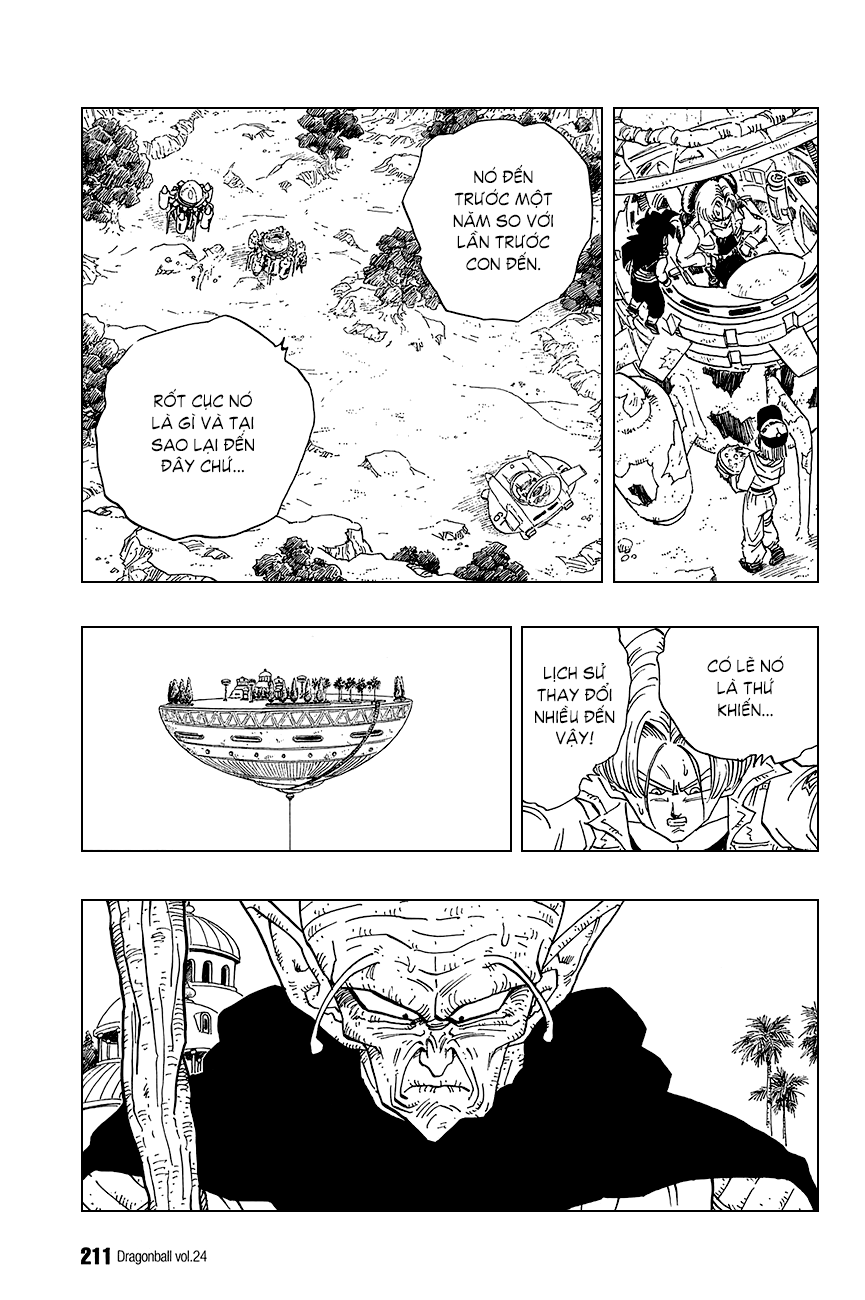 NÓ ĐẾN
TRƯỚC MỘT
NĂM SO VỚI
LẦN TRƯỚC
CON ĐẾN.
RỐT CỤC NÓ
LÀ GÌ VÀ TẠI
SAO LẠI ĐẾN
ĐÂY CHỨ...
CÓ LẼ NÓ
LÀ THỨ
KHIẾN...
LỊCH SỬ
THAY ĐỔI
NHIỀU ĐẾN
VẬY!
211 Dragonball vol.24